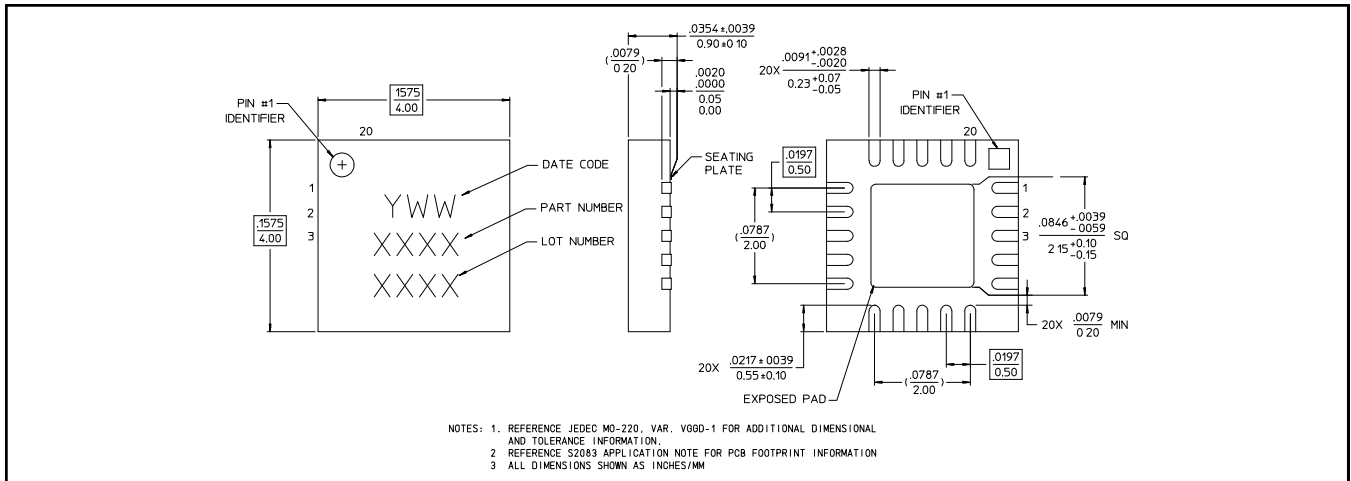 .0354±.0039
0.90±0 10
(.0079)
0 20
.0020
.0000
0.05
0.00
20X .0091 +.0028 -.0020
0.23 +0.07 -0.05
PIN #1
IDENTIFIER
1575
4.00
20
PIN #1
IDENTIFIER
20
SEATING
PLATE
.0197
0.50
DATE CODE
1
2
3
YWW
PART NUMBER
.1575
4.00
XXXX
LOT NUMBER
XXXX
(.0787)
2.00
1
2
3
.0846 +.0039 -.0059 SQ
2 15 +0.10 -0.15
20X .0079 MIN
0 20
20X .0217±.0039
0.55±0.10
(.0787)
2.00
.0197
0.50
EXPOSED PAD
NOTES: 1. REFERENCE JEDEC MO-220, VAR. VGGD-1 FOR ADDITIONAL DIMENSIONAL
AND TOLERANCE INFORMATION.
2 REFERENCE S2083 APPLICATION NOTE FOR PCB FOOTPRINT INFORMATION
3 ALL DIMENSIONS SHOWN AS INCHES/MM